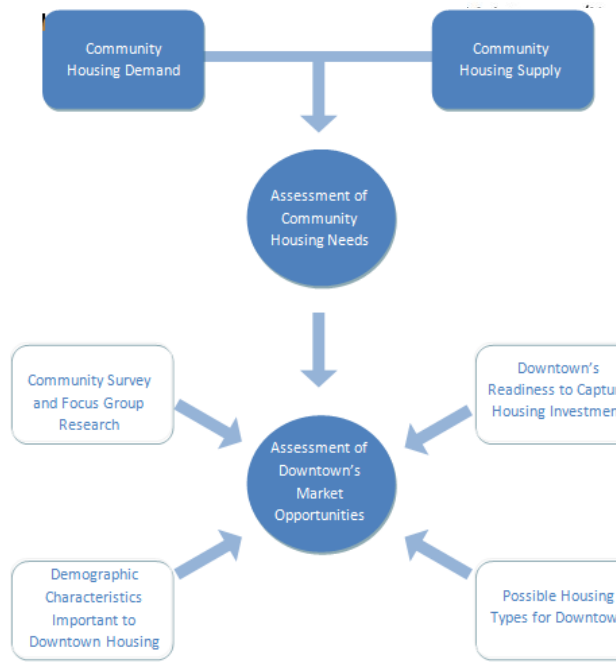 Community
Housing Demand
Community
Housing Supply
Assessment of
Community
Housing Needs
Community Survey
and Focus Group
Research
Downtown's
Readiness to Captur
Housing Investmen
Assessment of
Downtown's
Market
Opportunities
Demographic
Characteristics
Important to
Downtown Housing
Possible Housing
Types for Downtow